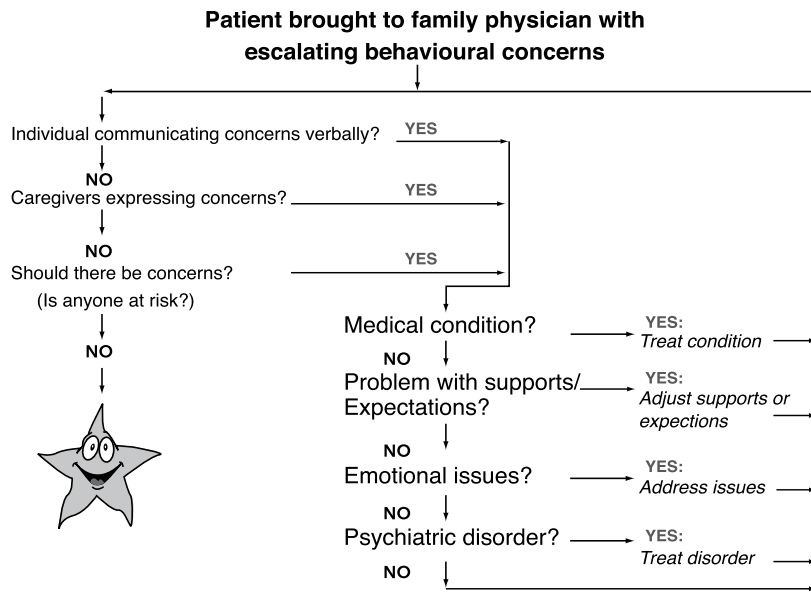 Patient brought to family physician with
escalating behavioural concerns
Individual communicating concerns verbally?
YES
NO
Caregivers expressing concerns?
YES
NO
Should there be concerns?
YES
(Is anyone at risk?)
NO
Medical condition?
YES:
Treat condition
NO
Problem with supports/
Expectations?
YES:
Adjust supports or
expections
NO
Emotional issues?
YES:
Address issues
NO
Psychiatric disorder?
YES:
Treat disorder
NO